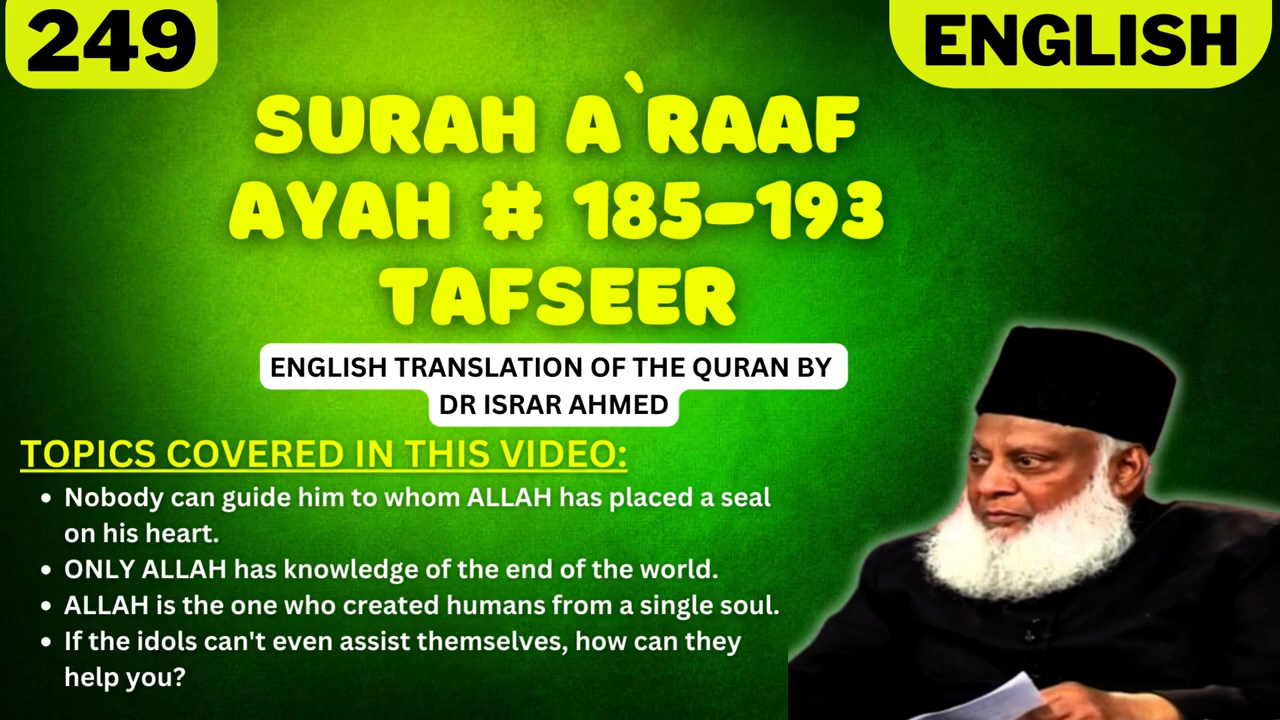 249
ENGLISH
SURAH A`RAAF
AYAH # 185-193
TAFSEER
ENGLISH TRANSLATION OF THE QURAN BY
DR ISRAR AHMED
TOPICS COVERED IN THIS VIDEO:
• Nobody can guide him to whom ALLAH has placed a seal
on his heart.
• ONLY ALLAH has knowledge of the end of the world.
• ALLAH is the one who created humans from a single soul.
• If the idols can't even assist themselves, how can they
help you?